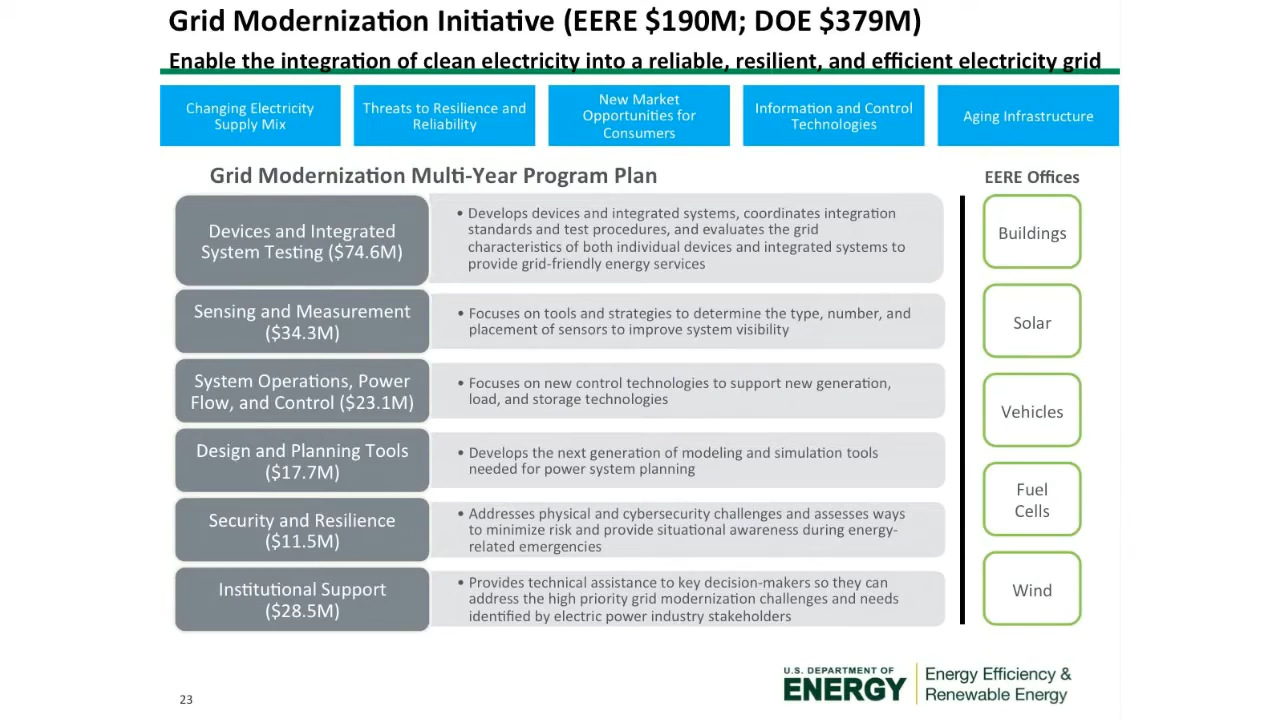 Grid Modernization Initiative (EERE $190M; DOE $379M)
Enable the integration of clean electricity into a reliable, resilient, and efficient electricity grid
Changing Electricity
Supply Mix
Threats to Resilience and
Reliability
New Market
Opportunities for
Consumers
Information and Control
Technologies
Aging Infrastructure
Grid Modernization Multi-Year Program Plan
EERE Offices
Devices and Integrated
System Testing ($74.6M)
• Develops devices and integrated systems, coordinates integration
standards and test procedures, and evaluates the grid
characteristics of both individual devices and integrated systems to
provide grid-friendly energy services
Sensing and Measurement
($34.3M)
• Focuses on tools and strategies to determine the type, number, and
placement of sensors to improve system visibility
System Operations, Power
Flow, and Control ($23.1M)
• Focuses on new control technologies to support new generation,
load, and storage technologies
Design and Planning Tools
($17.7M)
• Develops the next generation of modeling and simulation tools
needed for power system planning
Security and Resilience
($11.5M)
• Addresses physical and cybersecurity challenges and assesses ways
to minimize risk and provide situational awareness during energy-
related emergencies
Institutional Support
($28.5M)
• Provides technical assistance to key decision-makers so they can
address the high priority grid modernization challenges and needs
identified by electric power industry stakeholders
Buildings
Solar
Vehicles
Fuel
Cells
Wind
23
U.S. DEPARTMENT OF
ENERGY
Energy Efficiency &
Renewable Energy